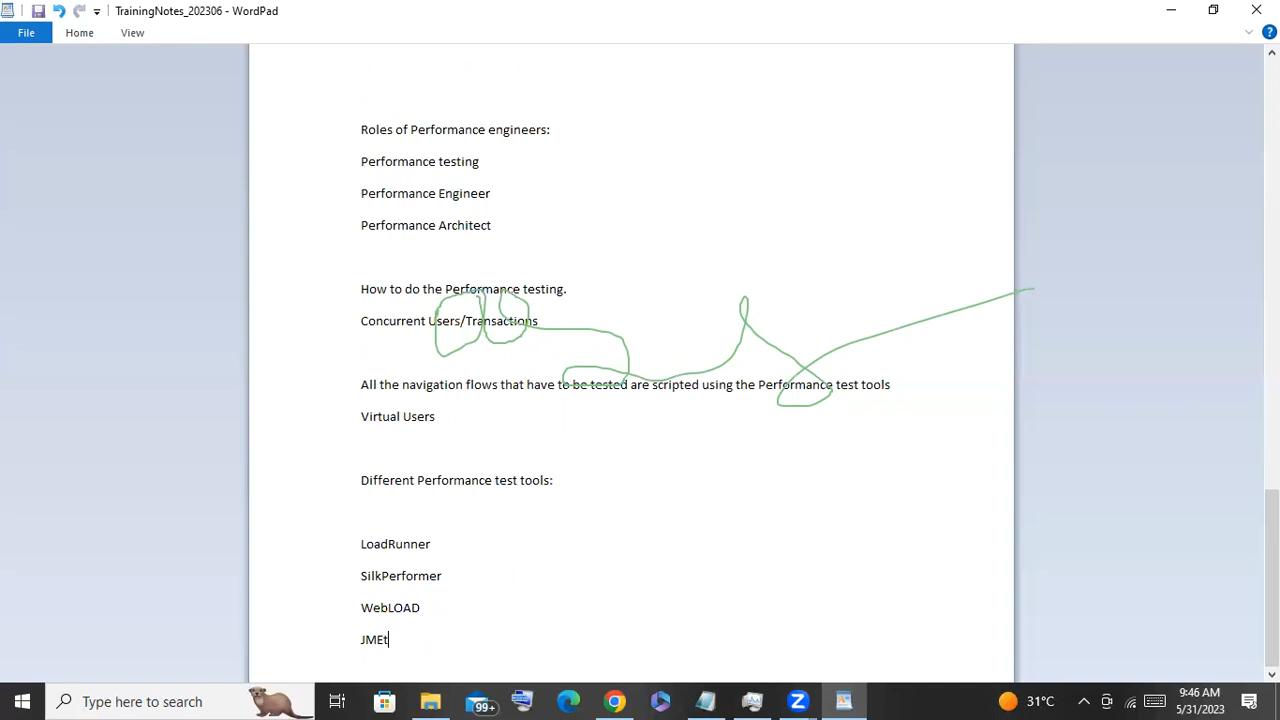 TrainingNotes_202306 - WordPad
File Home View
Roles of Performance engineers:
Performance testing
Performance Engineer
Performance Architect
How to do the Performance testing.
Concurrent Users/Transactions
All the navigation flows that have to be tested are scripted using the Performance test tools
Virtual Users
Different Performance test tools:
LoadRunner
SilkPerformer
WebLOAD
JMEt
Type here to search
99+
31°C
9:46 AM
5/31/2023